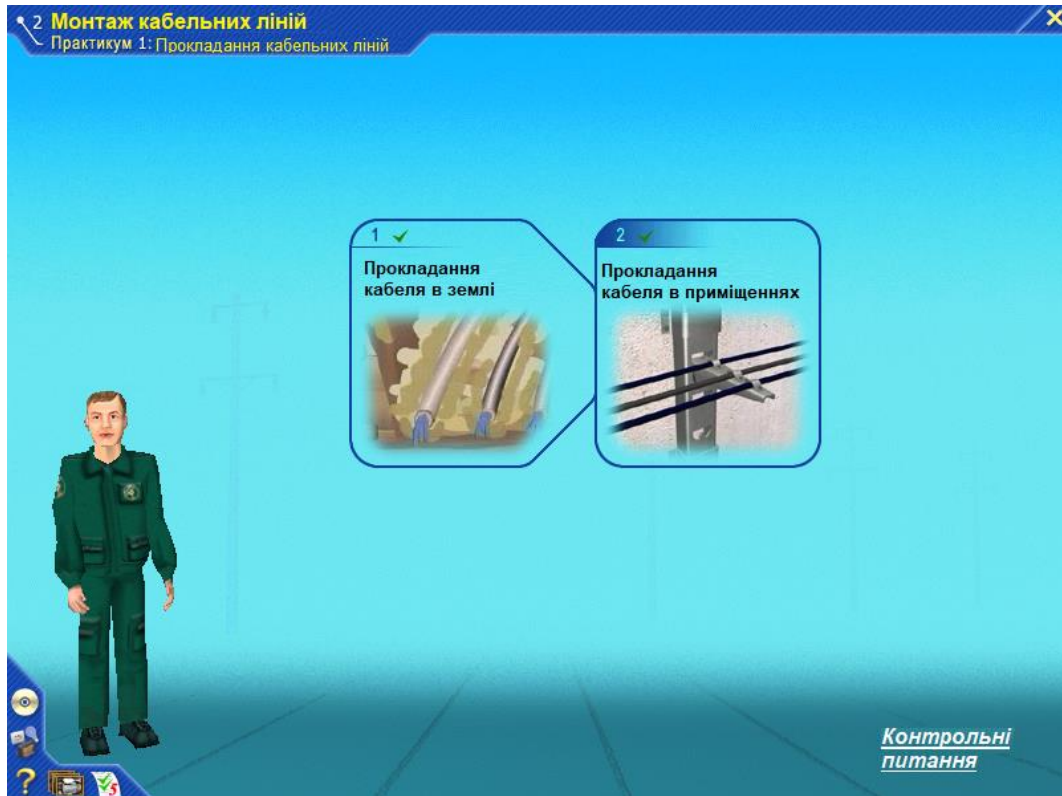 2 Монтаж кабельних ліній
Практикум 1: Прокладання кабельних ліній
1
Прокладання
кабеля в землі
2
Прокладання
кабеля в приміщеннях
Контрольні
питання
?
5